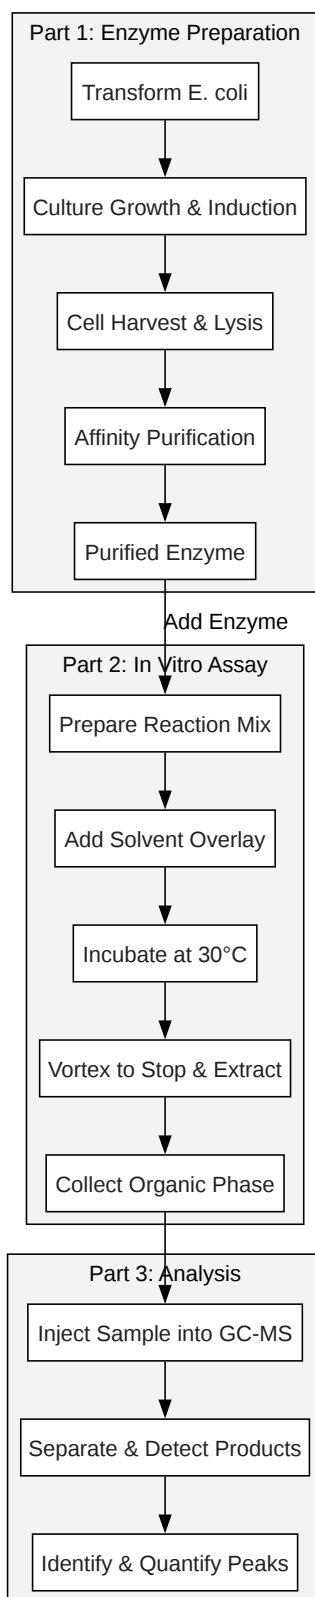 Part 1: Enzyme Preparation
Transform E. coli
Culture Growth & Induction
Cell Harvest & Lysis
Affinity Purification
Purified Enzyme
Add Enzyme
Part 2: In Vitro Assay
Prepare Reaction Mix
Add Solvent Overlay
Incubate at 30°C
Vortex to Stop & Extract
Collect Organic Phase
Part 3: Analysis
Inject Sample into GC-MS
Separate & Detect Products
Identify & Quantify Peaks